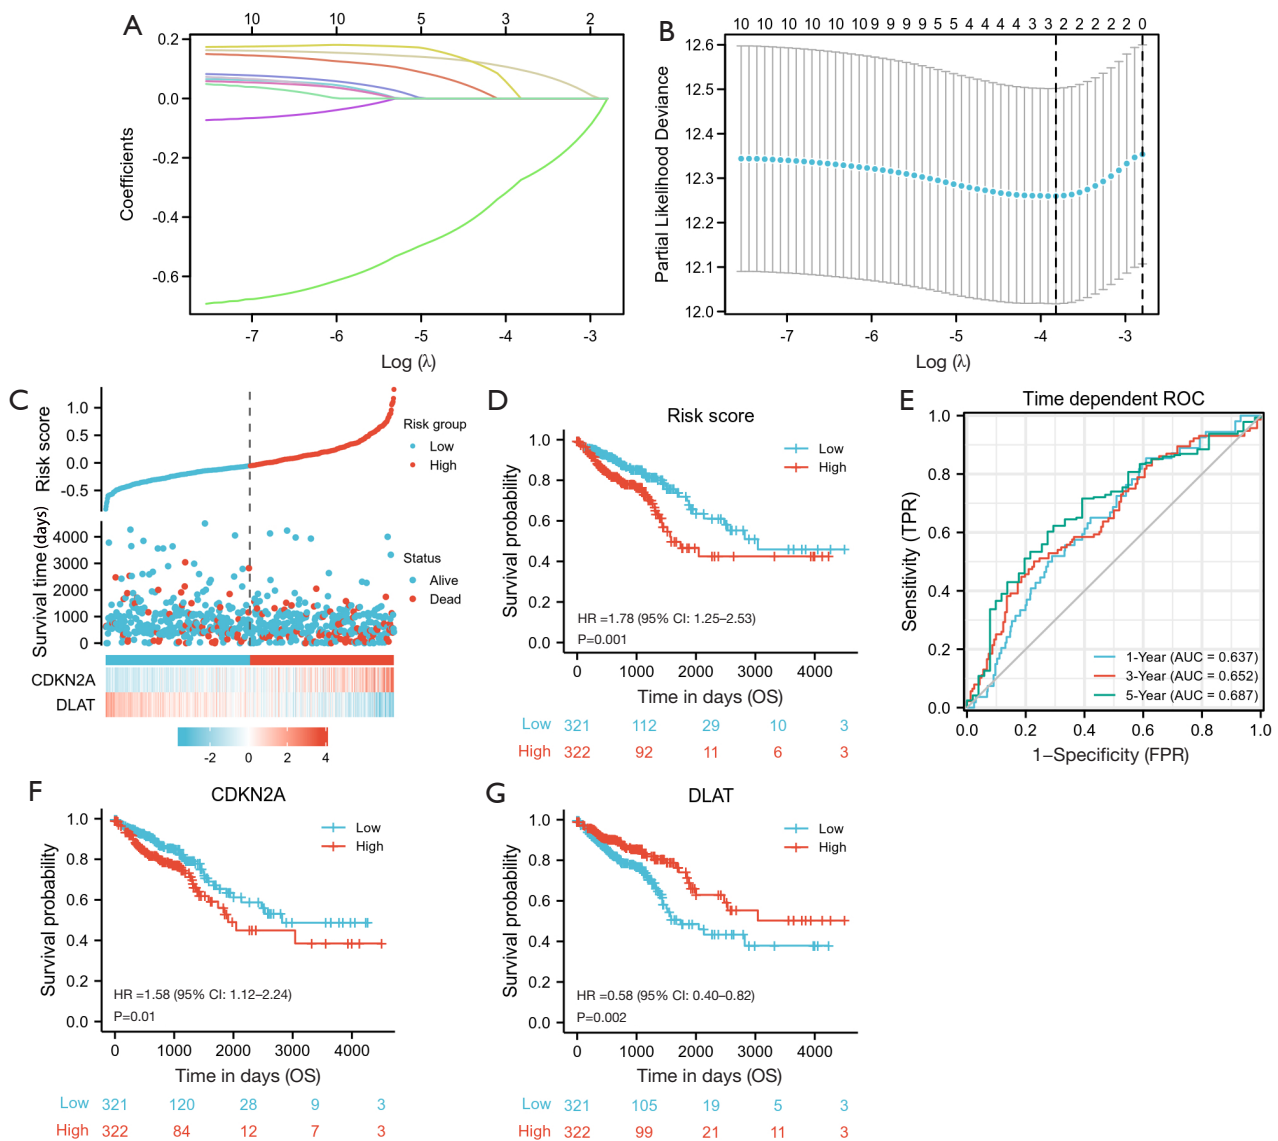 A
10 10 5 3 2
0.2
0.0
-0.2
-0.4
-0.6
Coefficients
-7 -6 -5 -4 -3
Log (λ)
B
10 10 10 10 10 10 10 10 9 9 9 9 5 5 4 4 4 4 3 3 2 2 2 2 2 0
12.6
12.5
12.4
12.3
12.2
12.1
12.0
Partial Likelihood Deviance
-7 -6 -5 -4 -3
Log (λ)
C
Risk score
1.0
0.5
0.0
-0.5
Risk group
Low
High
Survival time (days)
4000
3000
2000
1000
0
Status
Alive
Dead
CDKN2A
DLAT
-2 0 2 4
D
Risk score
Survival probability
1.0
0.8
0.6
0.4
0.2
0.0
Low
High
HR =1.78 (95% CI: 1.25–2.53)
P=0.001
0 1000 2000 3000 4000
Time in days (OS)
Low 321 112 29 10 3
High 322 92 11 6 3
E
Time dependent ROC
Sensitivity (TPR)
1.0
0.8
0.6
0.4
0.2
0.0
1-Year (AUC = 0.637)
3-Year (AUC = 0.652)
5-Year (AUC = 0.687)
0.0 0.2 0.4 0.6 0.8 1.0
1–Specificity (FPR)
F
CDKN2A
Survival probability
1.0
0.8
0.6
0.4
0.2
0.0
Low
High
HR =1.58 (95% CI: 1.12–2.24)
P=0.01
0 1000 2000 3000 4000
Time in days (OS)
Low 321 120 28 9 3
High 322 84 12 7 3
G
DLAT
Survival probability
1.0
0.8
0.6
0.4
0.2
0.0
Low
High
HR =0.58 (95% CI: 0.40–0.82)
P=0.002
0 1000 2000 3000 4000
Time in days (OS)
Low 321 105 19 5 3
High 322 99 21 11 3